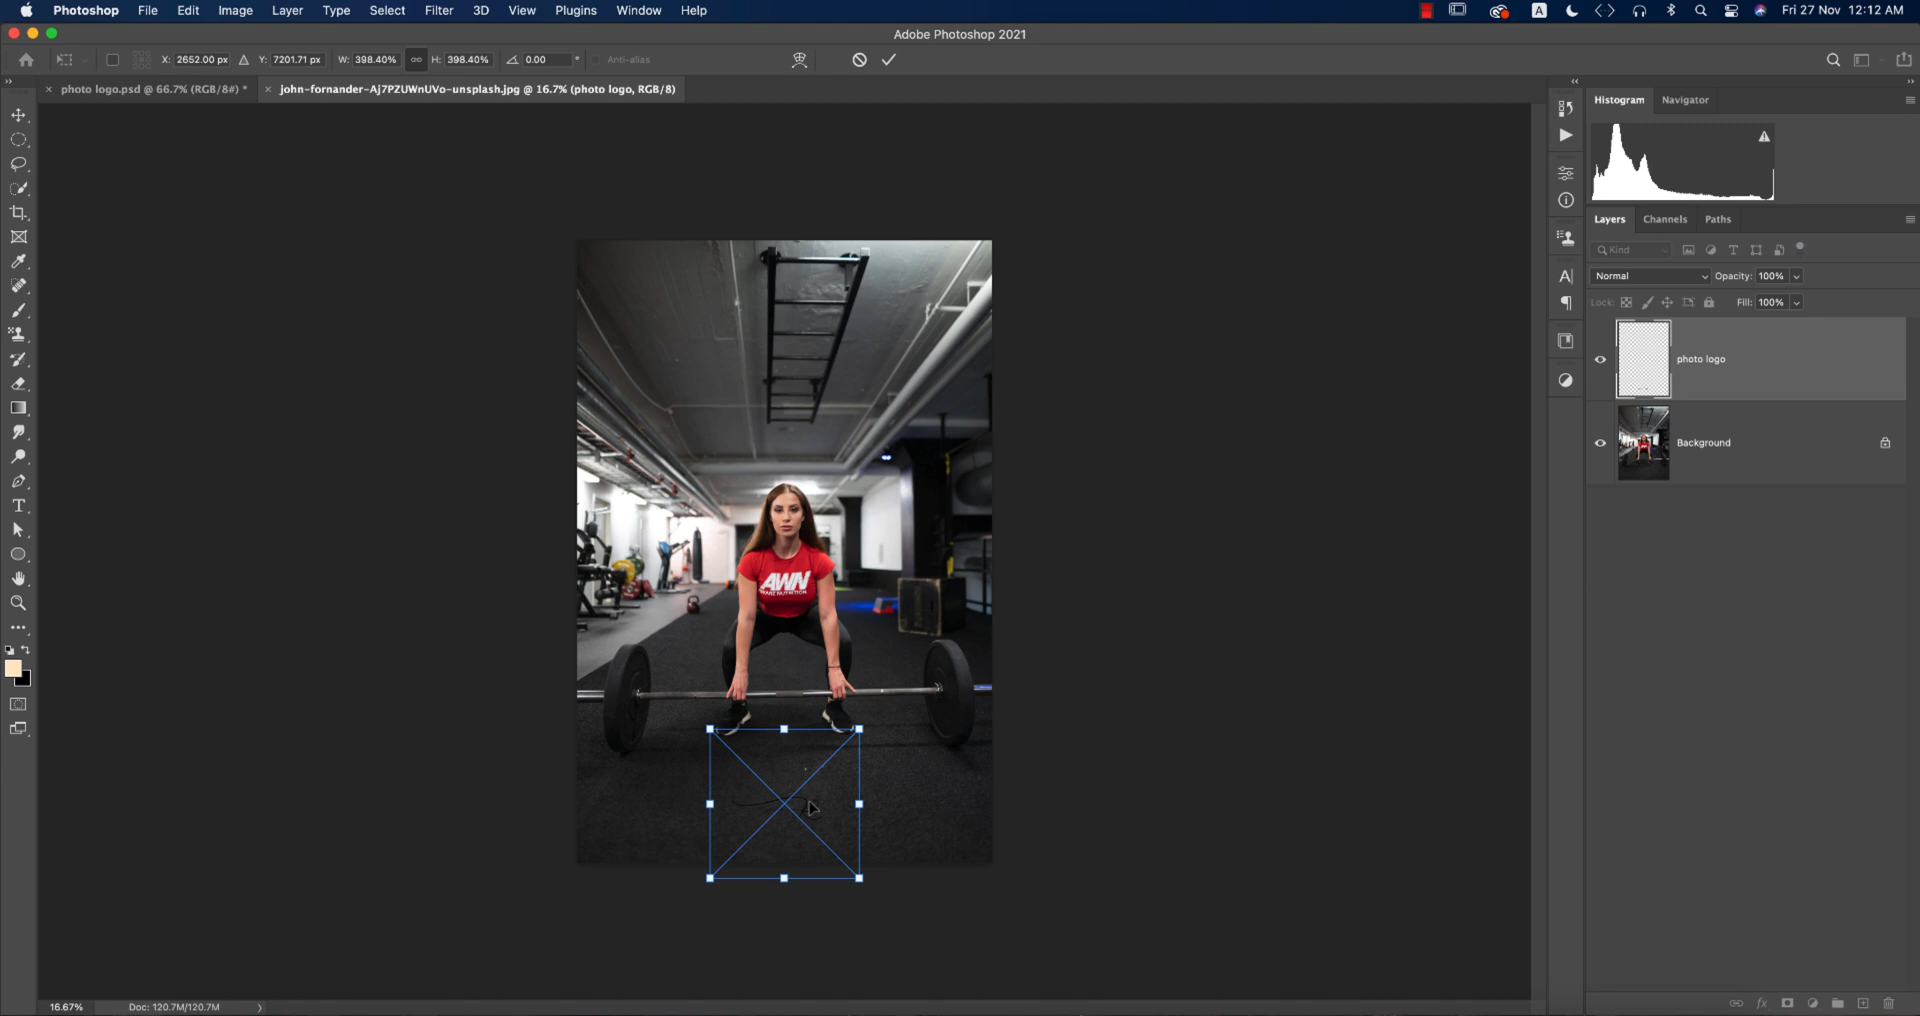 Photoshop File Edit Image Layer Type Select Filter 3D View Plugins Window Help A Fri 27 Nov 12:12 AM
Adobe Photoshop 2021
X: 2652.00 px Δ Y: 7201.71 px W: 398.40% H: 398.40% 0.00 ° Anti-alias
× photo logo.psd @ 66.7% (RGB/8#) * × john-fornander-Aj7PZUWnUVo-unsplash.jpg @ 16.7% (photo logo, RGB/8)
Histogram Navigator
Layers Channels Paths
Kind
Normal Opacity: 100%
Lock: Fill: 100%
photo logo
Background
AWN
NUTRITION
16.67% Doc: 120.7M/120.7M